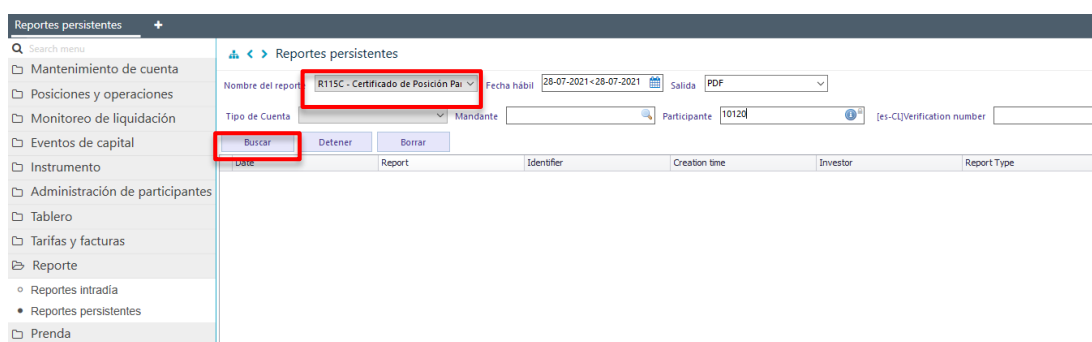 Reportes persistentes +
Search menu
Mantenimiento de cuenta
Posiciones y operaciones
Monitoreo de liquidación
Eventos de capital
Instrumento
Administración de participantes
Tablero
Tarifas y facturas
Reporte
Reportes intradía
Reportes persistentes
Prenda
Reportes persistentes
Nombre del reporte R115C - Certificado de Posición Par Fecha hábil 28-07-2021<28-07-2021 Salida PDF
Tipo de Cuenta Mandante Participante 10120 [es-CL]Verification number
Buscar Detener Borrar
Date Report Identifier Creation time Investor Report Type